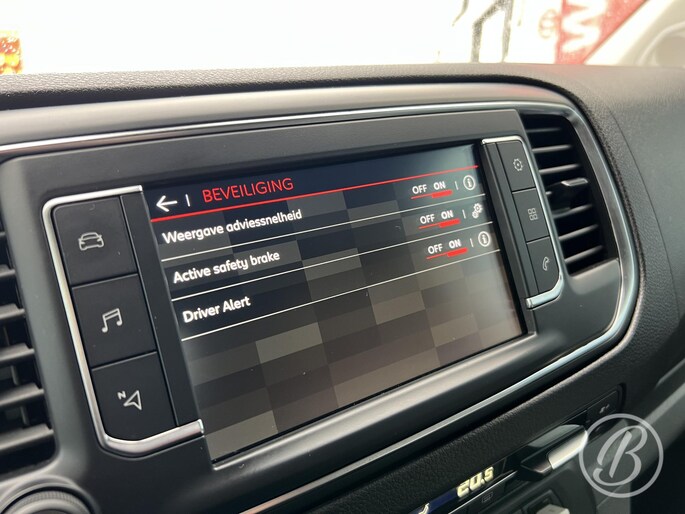 BEVEILIGING
Weergave adviessnelheid OFF ON
Active safety brake OFF ON
Driver Alert OFF ON
N
B